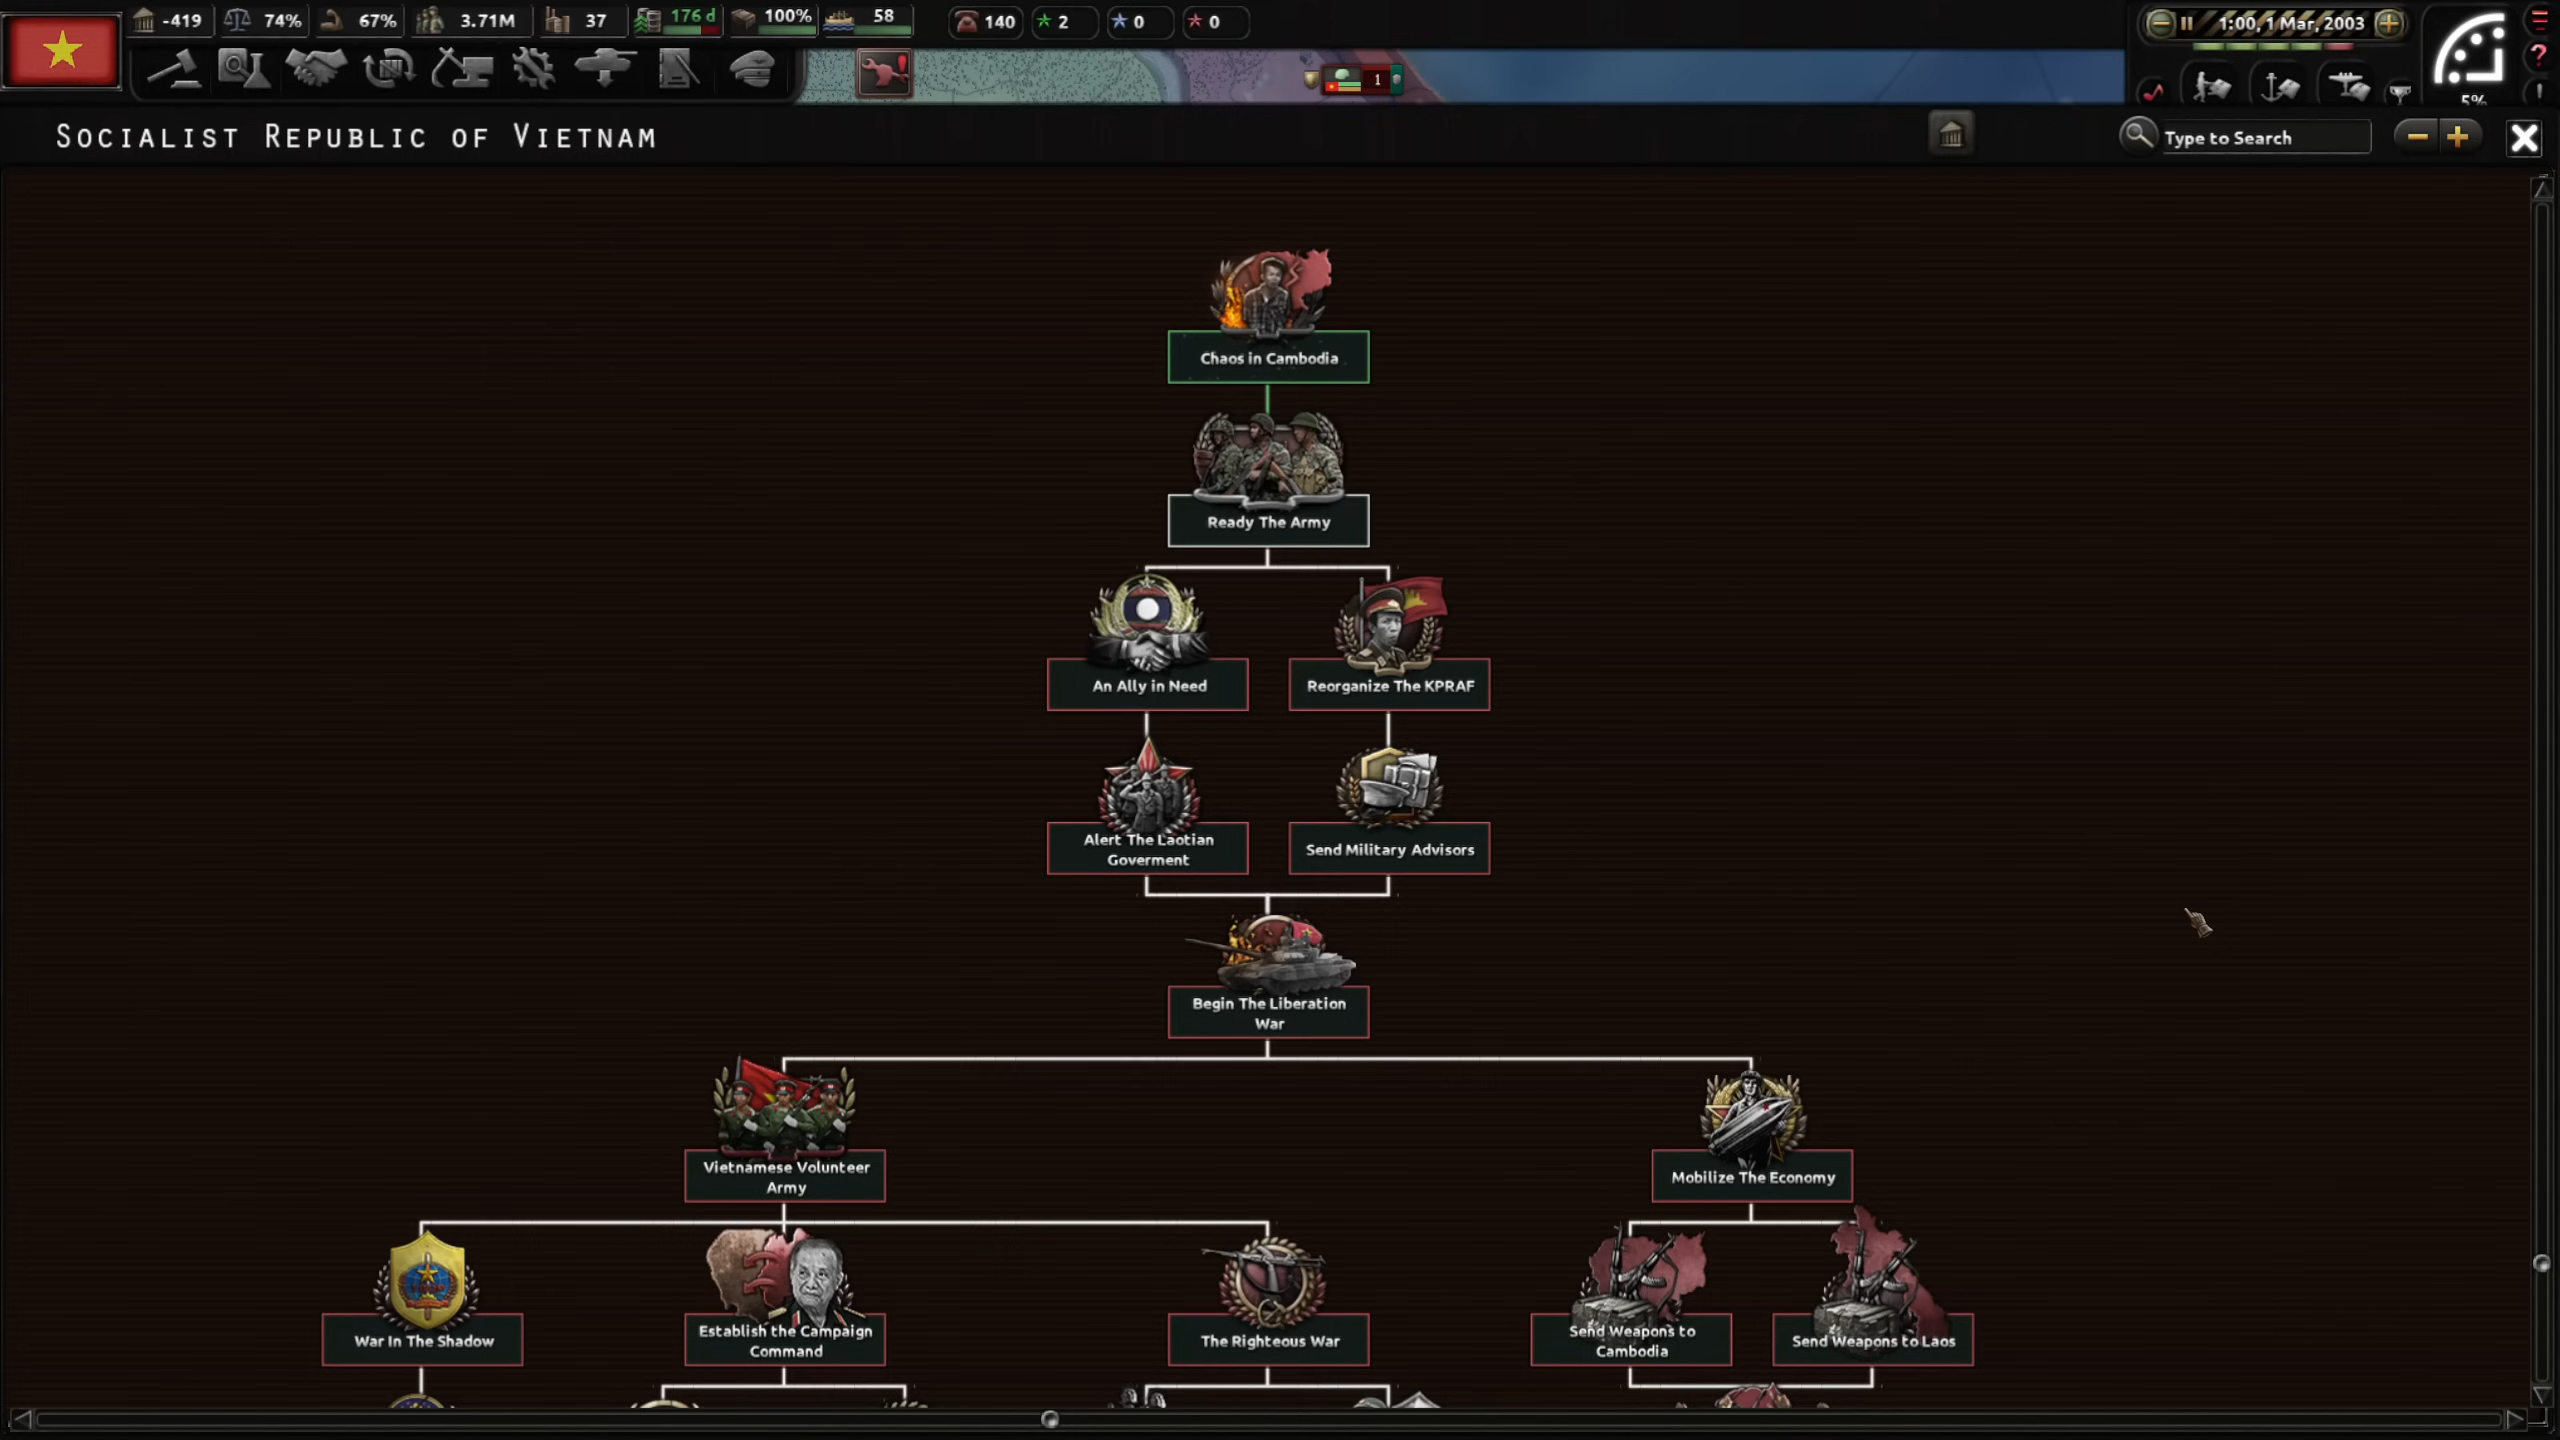 -419 74% 67% 3.71M 37 176 d 100% 58 140 2 0 0 1:00, 1 Mar, 2003
1
5%
Socialist Republic of Vietnam
Type to Search
Chaos in Cambodia
Ready The Army
An Ally in Need
Reorganize The KPRAF
Alert The Laotian
Goverment
Send Military Advisors
Begin The Liberation
War
Vietnamese Volunteer
Army
Mobilize The Economy
War In The Shadow
Establish the Campaign
Command
The Righteous War
Send Weapons to
Cambodia
Send Weapons to Laos